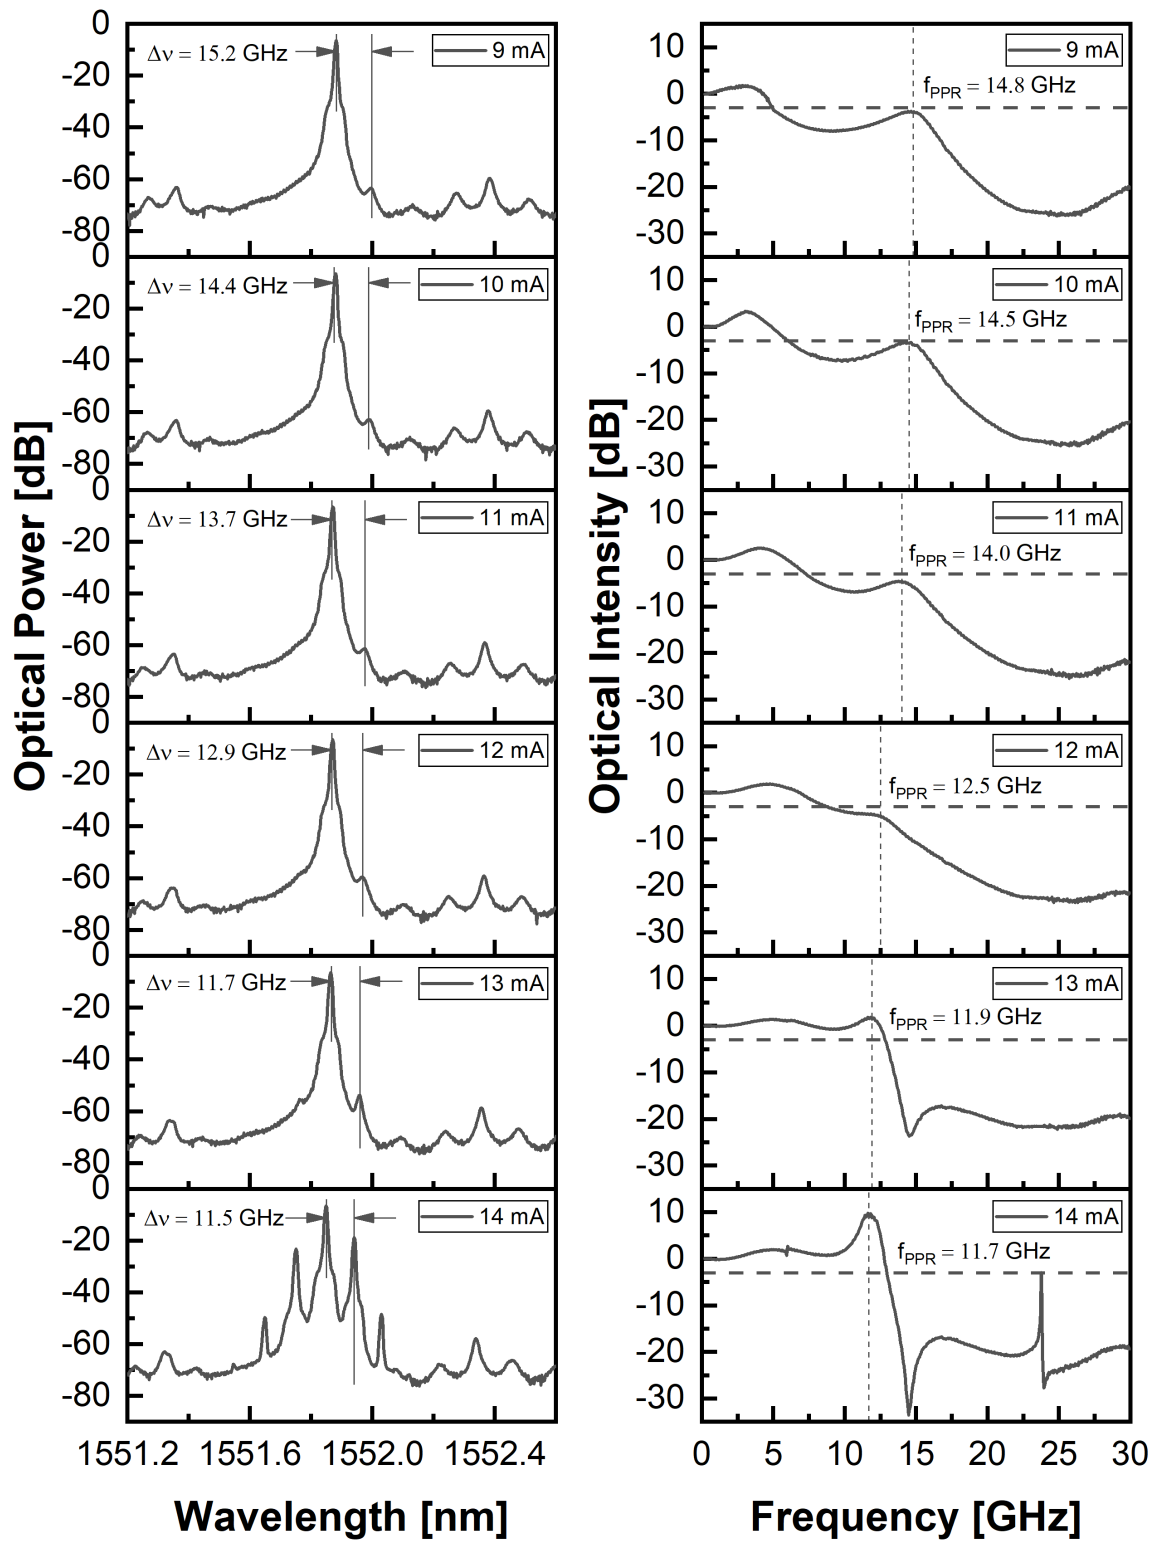 Optical Power [dB]
0
-20
-40
-60
-80
Δν = 15.2 GHz
9 mA
0
-20
-40
-60
-80
Δν = 14.4 GHz
10 mA
0
-20
-40
-60
-80
Δν = 13.7 GHz
11 mA
0
-20
-40
-60
-80
Δν = 12.9 GHz
12 mA
0
-20
-40
-60
-80
Δν = 11.7 GHz
13 mA
0
-20
-40
-60
-80
Δν = 11.5 GHz
14 mA
1551.2 1551.6 1552.0 1552.4
Wavelength [nm]
Optical Intensity [dB]
10
0
-10
-20
-30
9 mA
fPPR = 14.8 GHz
10
0
-10
-20
-30
10 mA
fPPR = 14.5 GHz
10
0
-10
-20
-30
11 mA
fPPR = 14.0 GHz
10
0
-10
-20
-30
12 mA
fPPR = 12.5 GHz
10
0
-10
-20
-30
13 mA
fPPR = 11.9 GHz
10
0
-10
-20
-30
14 mA
fPPR = 11.7 GHz
0 5 10 15 20 25 30
Frequency [GHz]